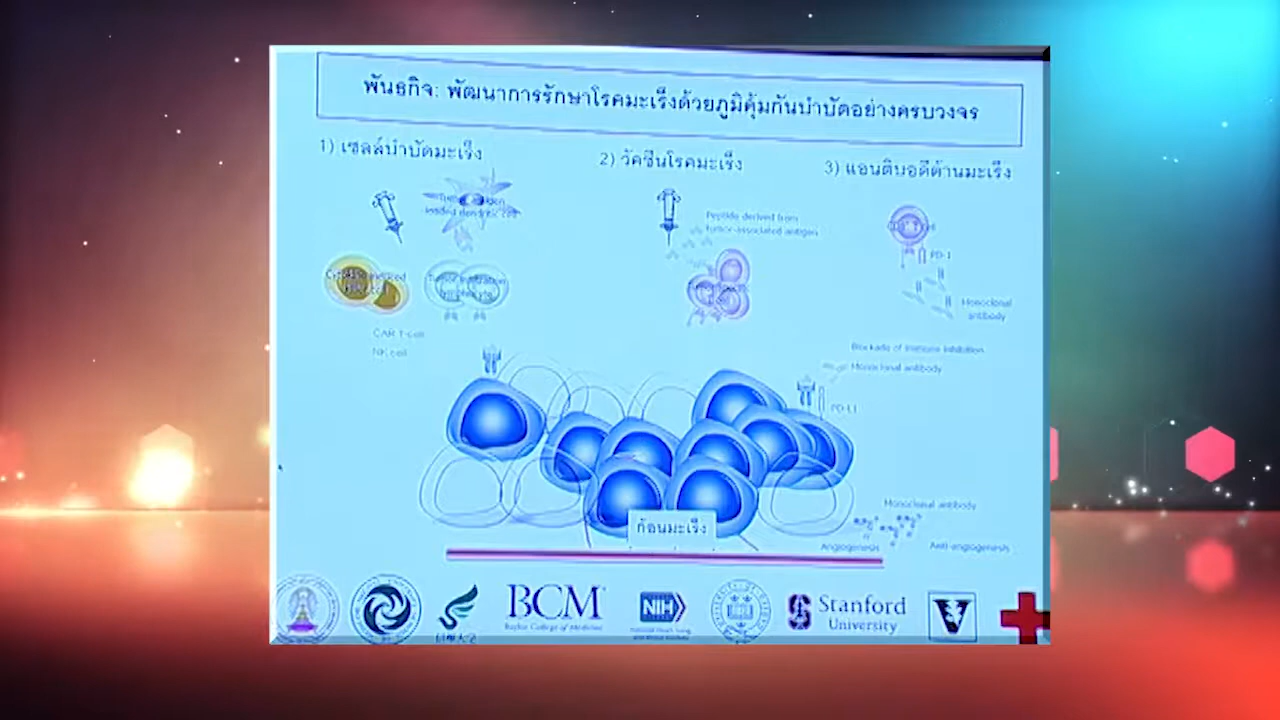 พันธกิจ: พัฒนาการรักษาโรคมะเร็งด้วยภูมิคุ้มกันบำบัดอย่างครบวงจร
1) เซลล์บำบัดมะเร็ง
2) วัคซีนโรคมะเร็ง
3) แอนติบอดีต้านมะเร็ง
loaded dendritic cell
Peptide derived from
tumor-associated antigen
PD-1
Monoclonal
antibody
CAR T-cell
NK cell
Blockade of immune inhibition
Monoclonal antibody
PD-L1
ก้อนมะเร็ง
Monoclonal antibody
Angiogenesis
Anti-angiogenesis
BCM
Baylor College of Medicine
NIH
Stanford
University
V